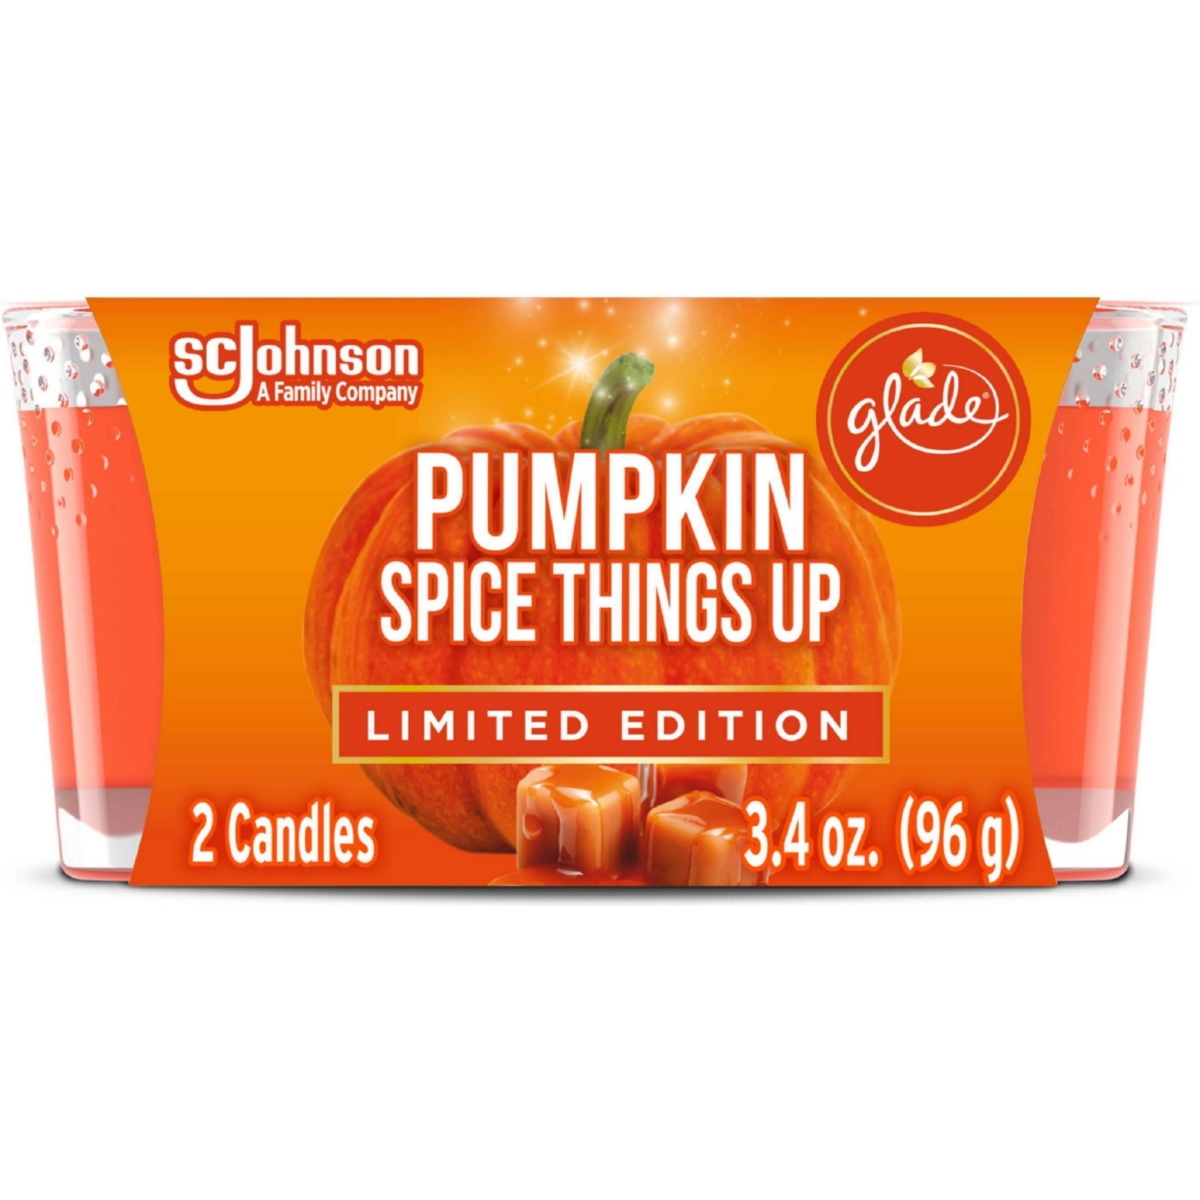 scJohnson
A Family Company
glade®
PUMPKIN
SPICE THINGS UP
LIMITED EDITION
2 Candles
3.4 oz. (96 g)